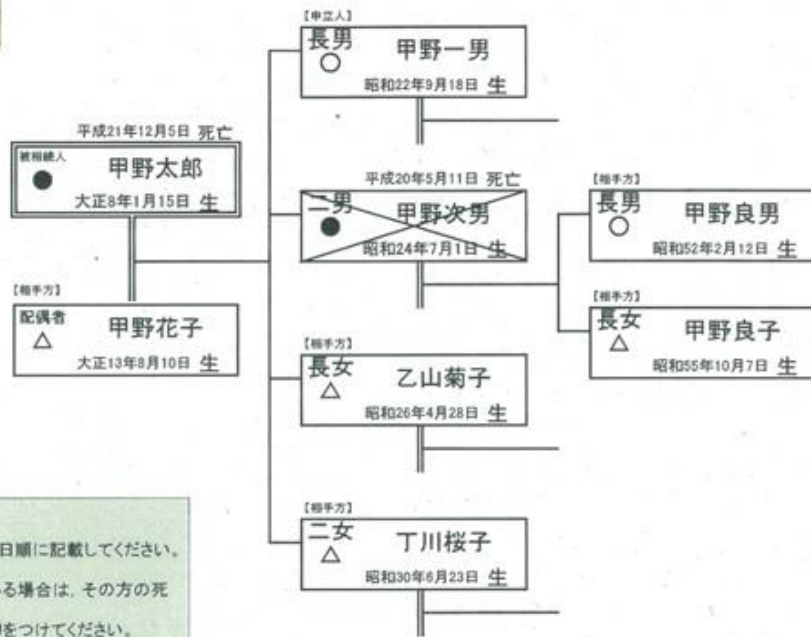 【申立人】
長男
甲野一男
昭和22年9月18日 生
平成21年12月5日 死亡
被相続人
甲野太郎
大正8年1月15日 生
【相手方】
配偶者
甲野花子
大正13年8月10日 生
平成20年5月11日 死亡
二男
甲野次男
昭和24年7月1日 生
【相手方】
長男
甲野良男
昭和52年2月12日 生
【相手方】
長女
甲野良子
昭和55年10月7日 生
【相手方】
長女
乙山菊子
昭和26年4月28日 生
【相手方】
二女
丁川桜子
昭和30年6月23日 生
日順に記載してください。
る場合は、その方の死
をつけてください。